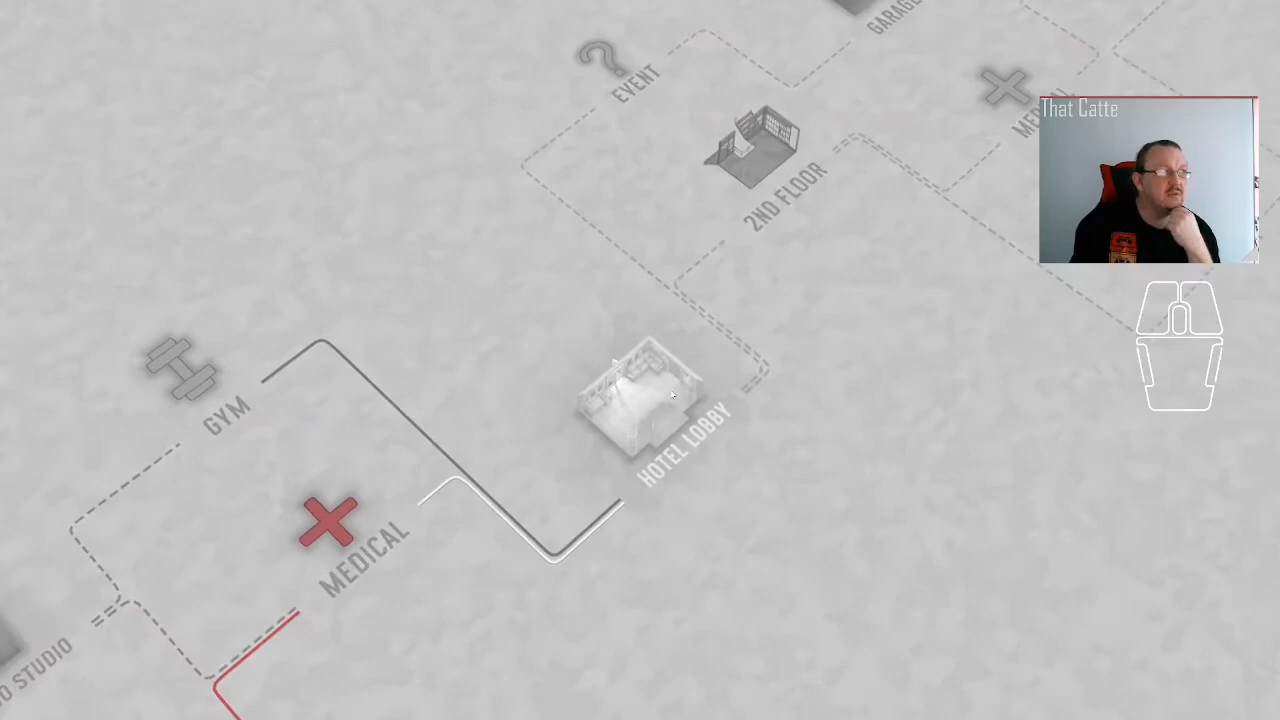 GARAGE
EVENT
That Catte
2ND FLOOR
GYM
HOTEL LOBBY
MEDICAL
STUDIO